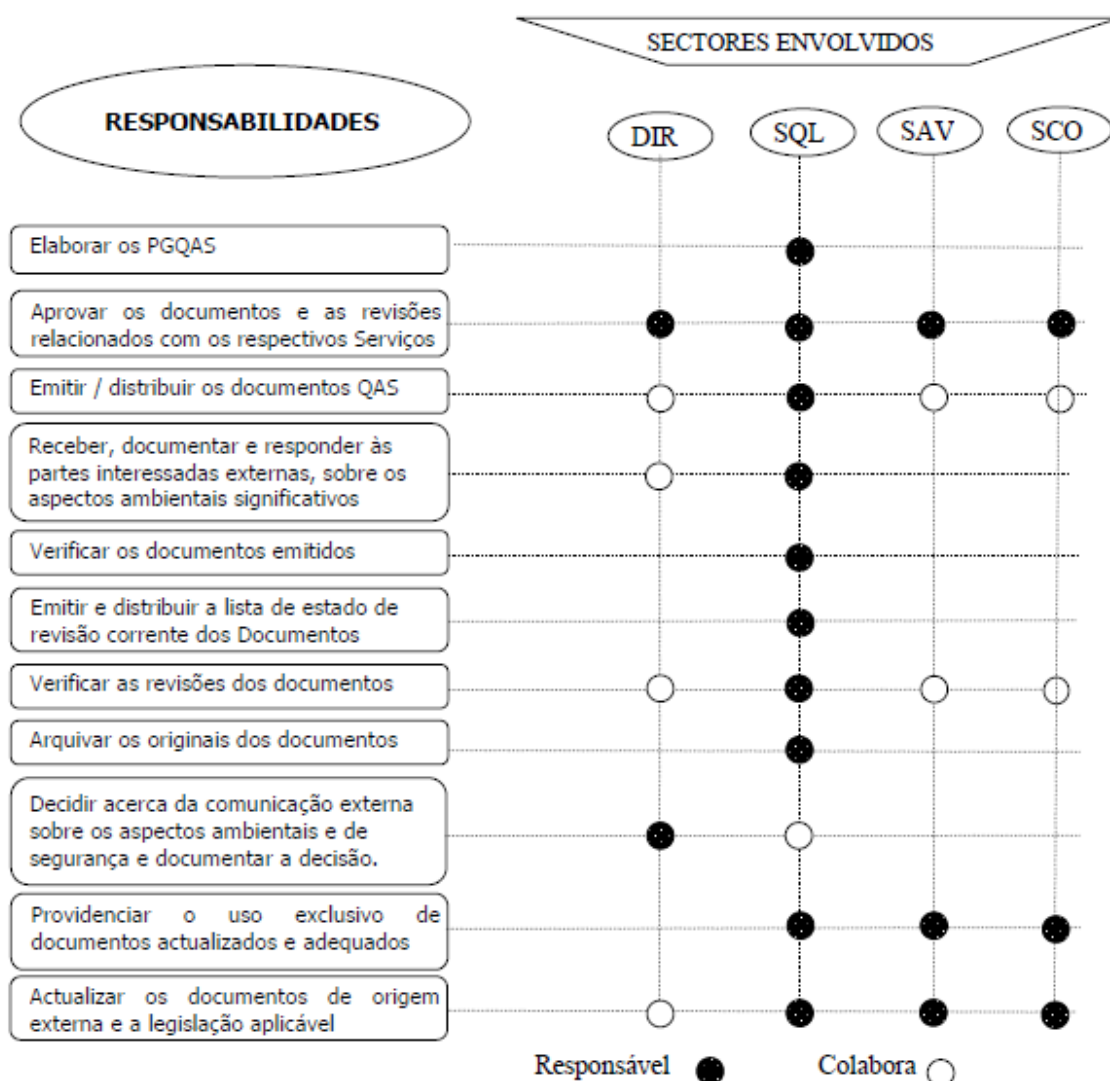 SECTORES ENVOLVIDOS
RESPONSABILIDADES
DIR
SQL
SAV
SCO
Elaborar os PGQAS
Aprovar os documentos e as revisões
relacionados com os respectivos Serviços
Emitir / distribuir os documentos QAS
Receber, documentar e responder às
partes interessadas externas, sobre os
aspectos ambientais significativos
Verificar os documentos emitidos
Emitir e distribuir a lista de estado de
revisão corrente dos Documentos
Verificar as revisões dos documentos
Arquivar os originais dos documentos
Decidir acerca da comunicação externa
sobre os aspectos ambientais e de
segurança e documentar a decisão.
Providenciar o uso exclusivo de
documentos actualizados e adequados
Actualizar os documentos de origem
externa e a legislação aplicável
Responsável
Colabora